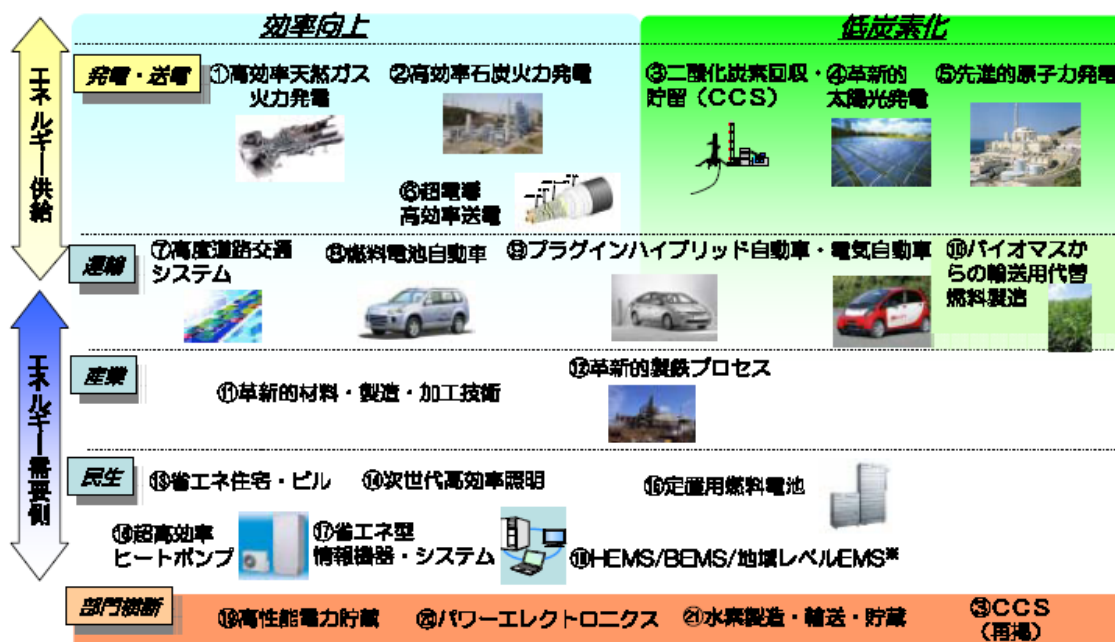 効率向上
低炭素化
エネルギー供給
発電・送電
①高効率天然ガス
火力発電
②高効率石炭火力発電
③二酸化炭素回収・
貯留（CCS）
④革新的
太陽光発電
⑤先進的原子力発電
⑥超電導
高効率送電
運輸
⑦高度道路交通
システム
⑧燃料電池自動車
⑨プラグインハイブリッド自動車・電気自動車
⑩バイオマスか
らの輸送用代替
燃料製造
エネルギー需要側
産業
⑪革新的材料・製造・加工技術
⑫革新的製鉄プロセス
民生
⑬省エネ住宅・ビル
⑭次世代高効率照明
⑮定置用燃料電池
⑯超高効率
ヒートポンプ
⑰省エネ型
情報機器・システム
⑱HEMS/BEMS/地域レベルEMS※
部門横断
⑲高性能電力貯蔵
⑳パワーエレクトロニクス
㉑水素製造・輸送・貯蔵
③CCS
（再掲）